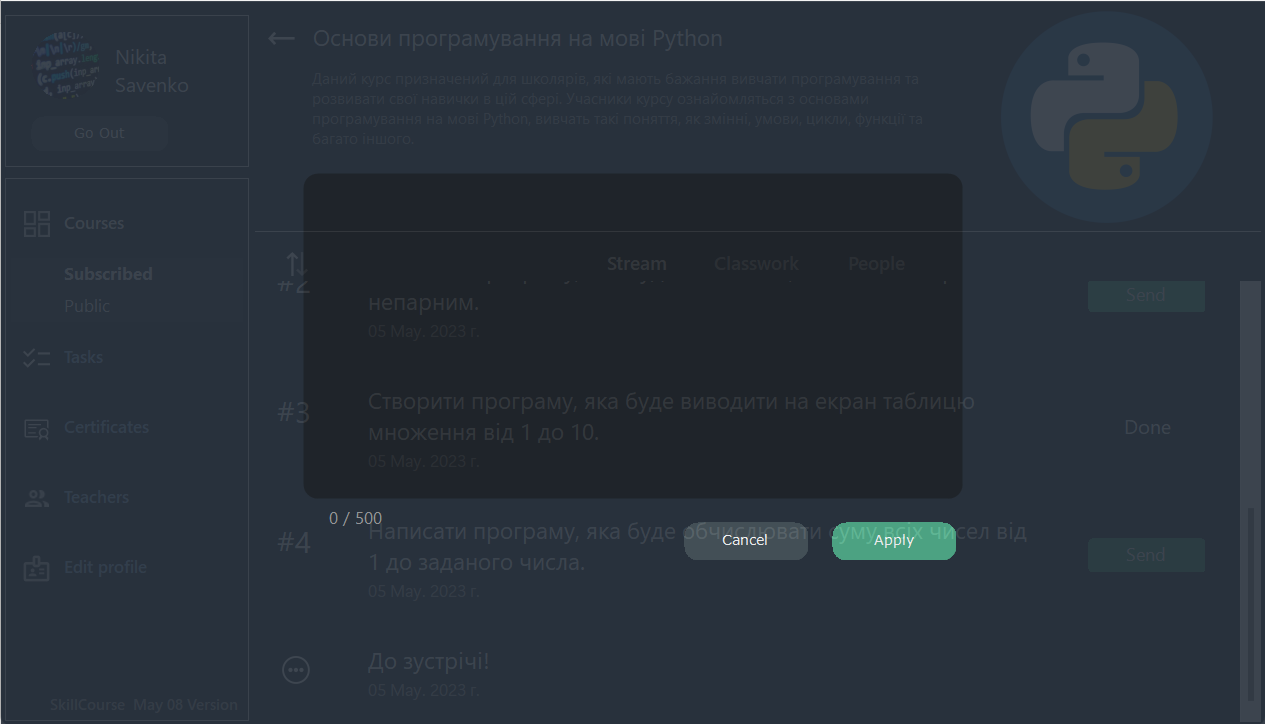 Nikita
Savenko
Go Out
Courses
Subscribed
Public
Tasks
Certificates
Teachers
Edit profile
SkillCourse May 08 Version
Основи програмування на мові Python
Даний курс призначений для школярів, які мають бажання вивчати програмування та
розвивати свої навички в цій сфері. Учасники курсу ознайомляться з основами
програмування на мові Python, вивчать такі поняття, як змінні, умови, цикли, функції та
багато іншого.
Stream Classwork People
#2
непарним.
05 May. 2023 г.
Send
#3
Створити програму, яка буде виводити на екран таблицю
множення від 1 до 10.
05 May. 2023 г.
Done
0 / 500
Cancel
Apply
#4
Написати програму, яка буде обчислювати суму всіх чисел від
1 до заданого числа.
05 May. 2023 г.
Send
До зустрічі!
05 May. 2023 г.